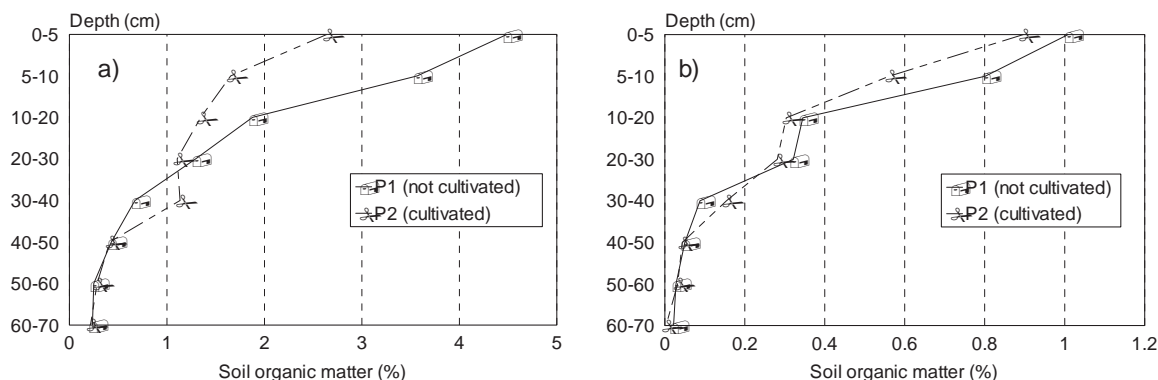 Depth (cm)
0-5
5-10
10-20
20-30
30-40
40-50
50-60
60-70
a)
P1 (not cultivated)
P2 (cultivated)
0 1 2 3 4 5
Soil organic matter (%)
Depth (cm)
0-5
5-10
10-20
20-30
30-40
40-50
50-60
60-70
b)
P1 (not cultivated)
P2 (cultivated)
0 0.2 0.4 0.6 0.8 1 1.2
Soil organic matter (%)